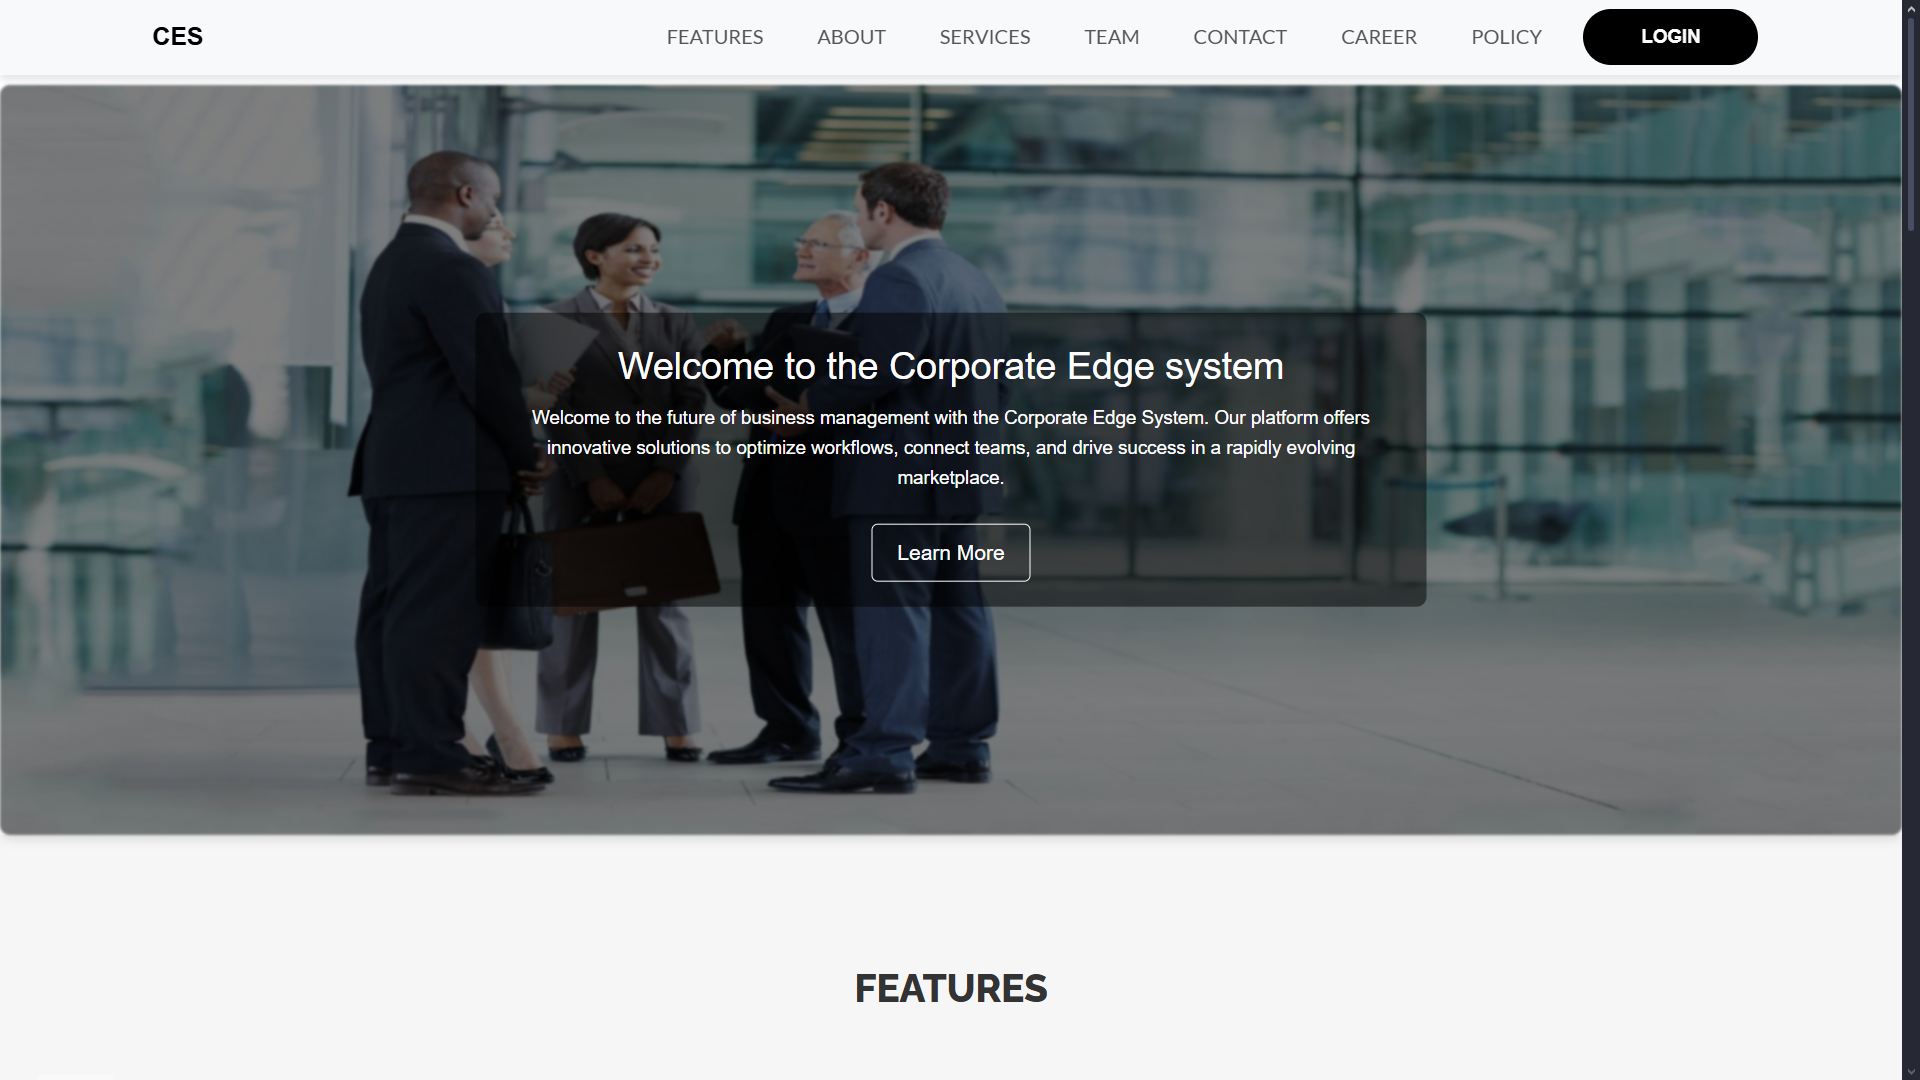 CES
FEATURES ABOUT SERVICES TEAM CONTACT CAREER POLICY LOGIN
Welcome to the Corporate Edge system
Welcome to the future of business management with the Corporate Edge System. Our platform offers
innovative solutions to optimize workflows, connect teams, and drive success in a rapidly evolving
marketplace.
Learn More
FEATURES